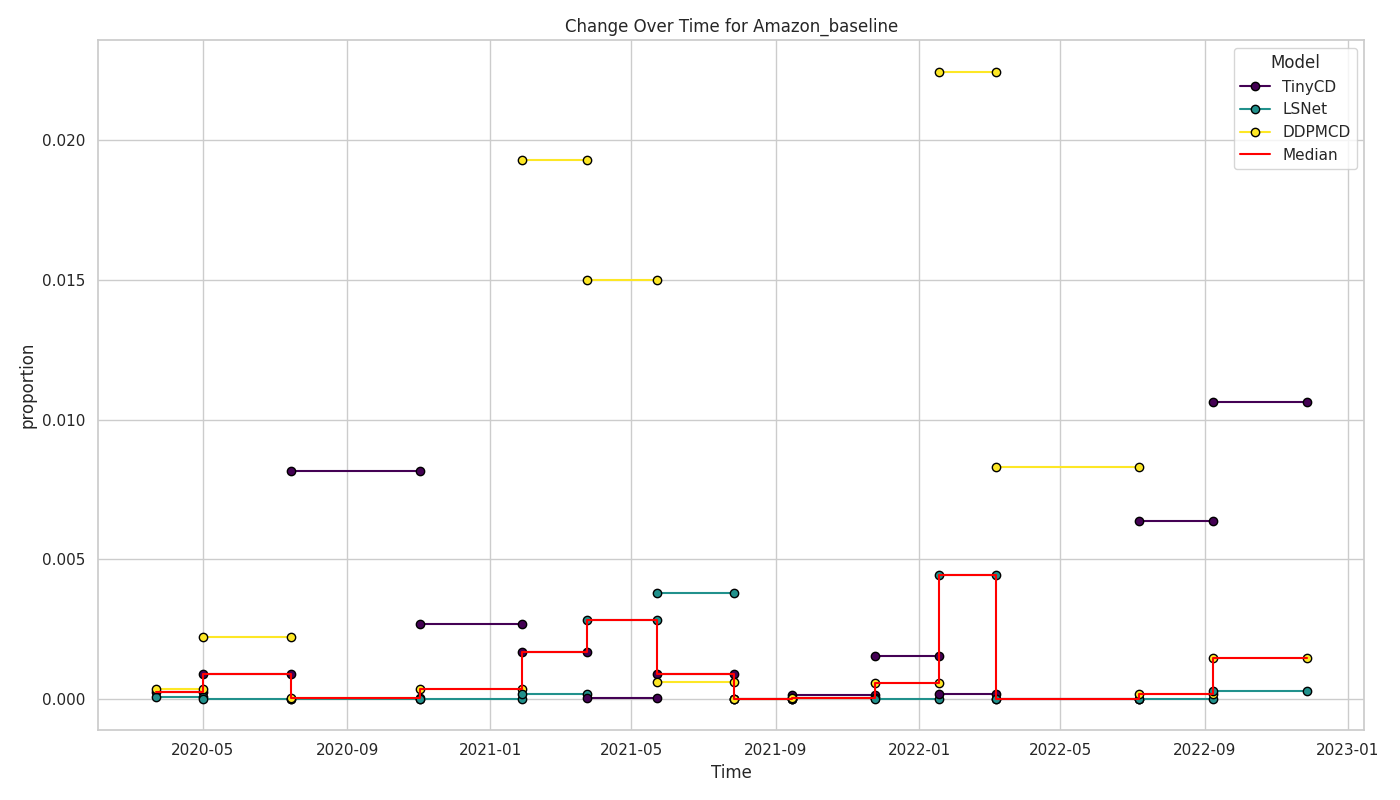 Change Over Time for Amazon_baseline
Model
TinyCD
LSNet
DDPMCD
Median
proportion
0.020
0.015
0.010
0.005
0.000
2020-05
2020-09
2021-01
2021-05
2021-09
2022-01
2022-05
2022-09
2023-01
Time